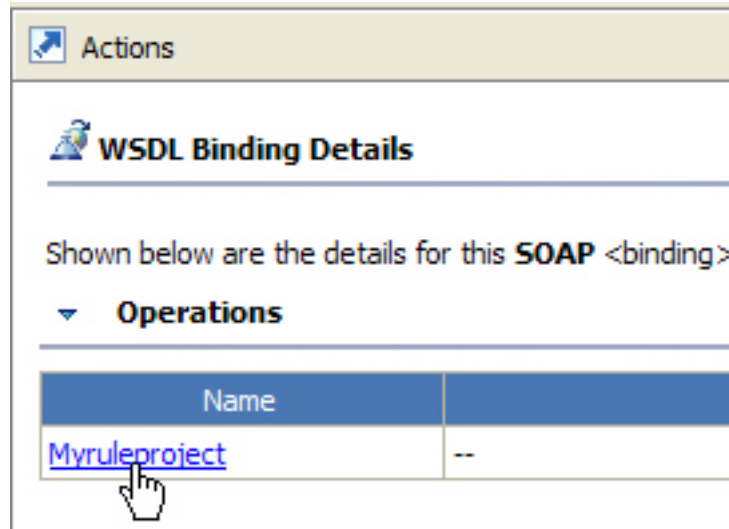 Actions
WSDL Binding Details
Shown below are the details for this SOAP <binding>
Operations
Name
Myruleproject --